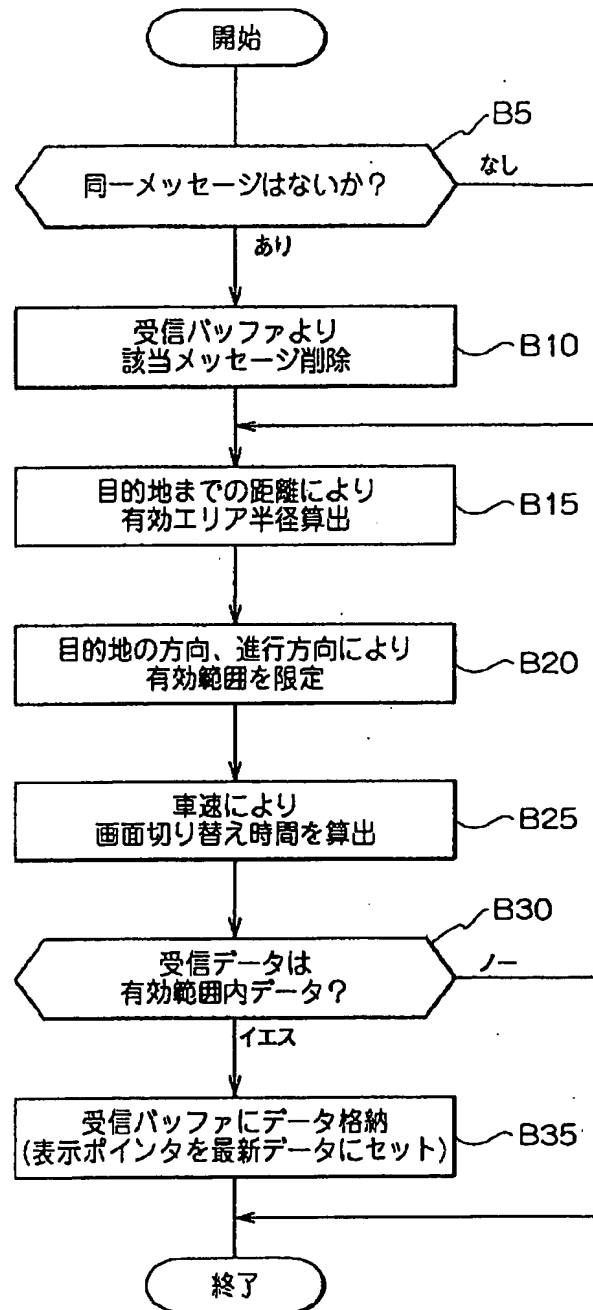 開始
B5
同一メッセージはないか?
なし
あり
受信バッファより
該当メッセージ削除
B10
目的地までの距離により
有効エリア半径算出
B15
目的地の方向、進行方向により
有効範囲を限定
B20
車速により
画面切り替え時間を算出
B25
B30
受信データは
有効範囲内データ?
ノー
イエス
受信バッファにデータ格納
(表示ポインタを最新データにセット)
B35
終了